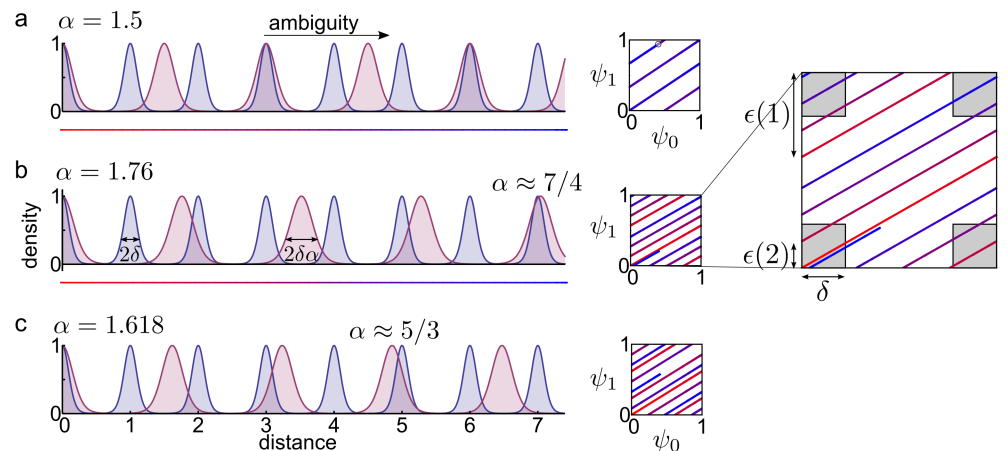 a
α = 1.5
ambiguity
1
0
1
ψ₁
0
ψ₀
1
b
α = 1.76
α ≈ 7/4
density
1
0
2δ
2δα
1
ψ₁
0
0
1
ϵ(1)
ϵ(2)
δ
c
α = 1.618
α ≈ 5/3
1
0
0 1 2 3 4 5 6 7
distance
1
ψ₁
0
0
1
ψ₀